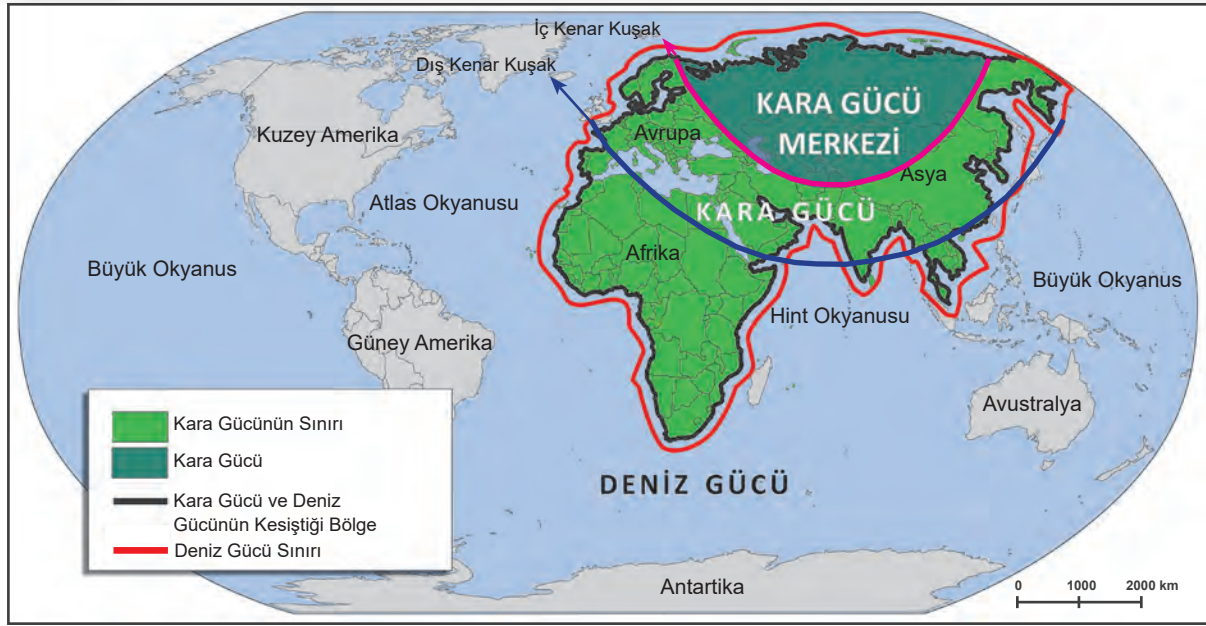 İç Kenar Kuşak
Dış Kenar Kuşak
Kuzey Amerika
Avrupa
KARA GÜCÜ
MERKEZİ
Asya
Atlas Okyanusu
KARA GÜCÜ
Afrika
Büyük Okyanus
Büyük Okyanus
Hint Okyanusu
Güney Amerika
Avustralya
DENİZ GÜCÜ
Kara Gücünün Sınırı
Kara Gücü
Kara Gücü ve Deniz
Gücünün Kesiştiği Bölge
Deniz Gücü Sınırı
Antartika
0 1000 2000 km